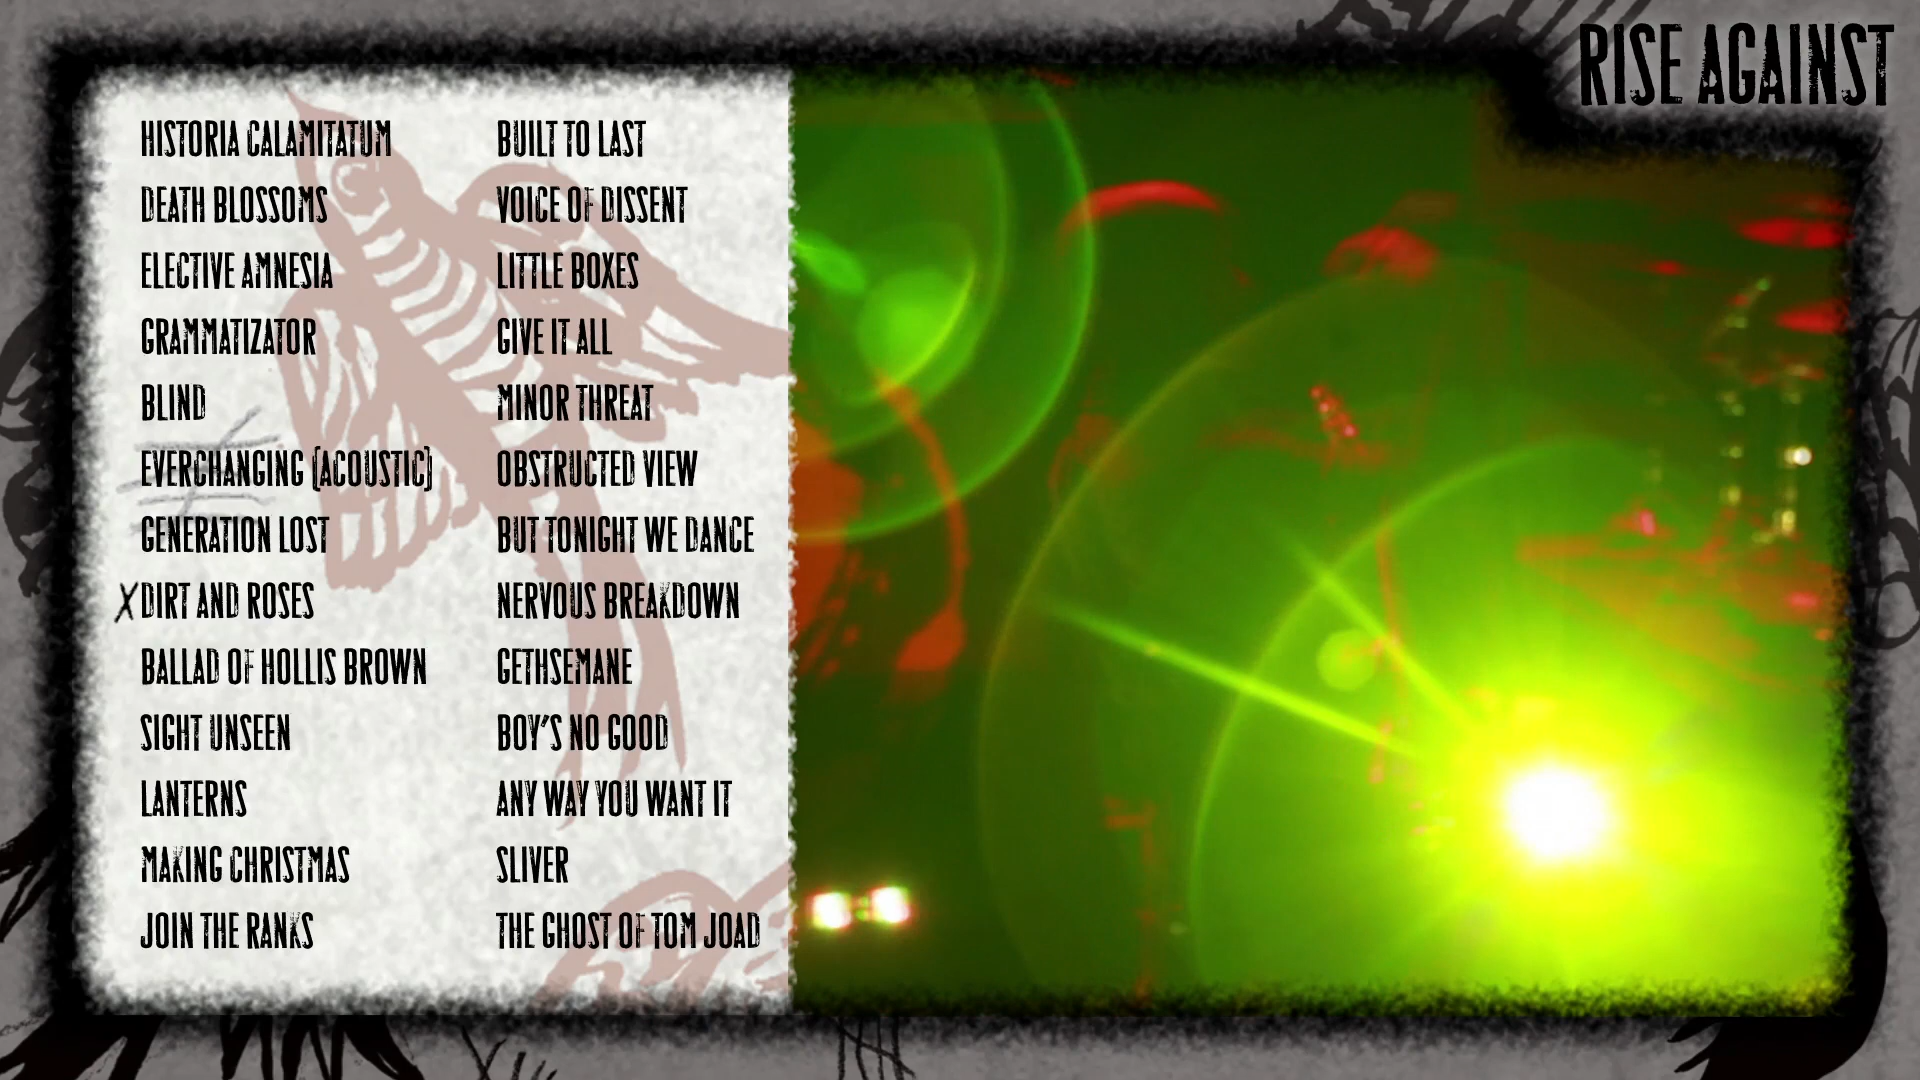 RISE AGAINST
HISTORIA CALAMITATUM
DEATH BLOSSOMS
ELECTIVE AMNESIA
GRAMMATIZATOR
BLIND
EVERCHANGING (ACOUSTIC)
GENERATION LOST
X DIRT AND ROSES
BALLAD OF HOLLIS BROWN
SIGHT UNSEEN
LANTERNS
MAKING CHRISTMAS
JOIN THE RANKS
BUILT TO LAST
VOICE OF DISSENT
LITTLE BOXES
GIVE IT ALL
MINOR THREAT
OBSTRUCTED VIEW
BUT TONIGHT WE DANCE
NERVOUS BREAKDOWN
GETHSEMANE
BOY'S NO GOOD
ANY WAY YOU WANT IT
SLIVER
THE GHOST OF TOM JOAD